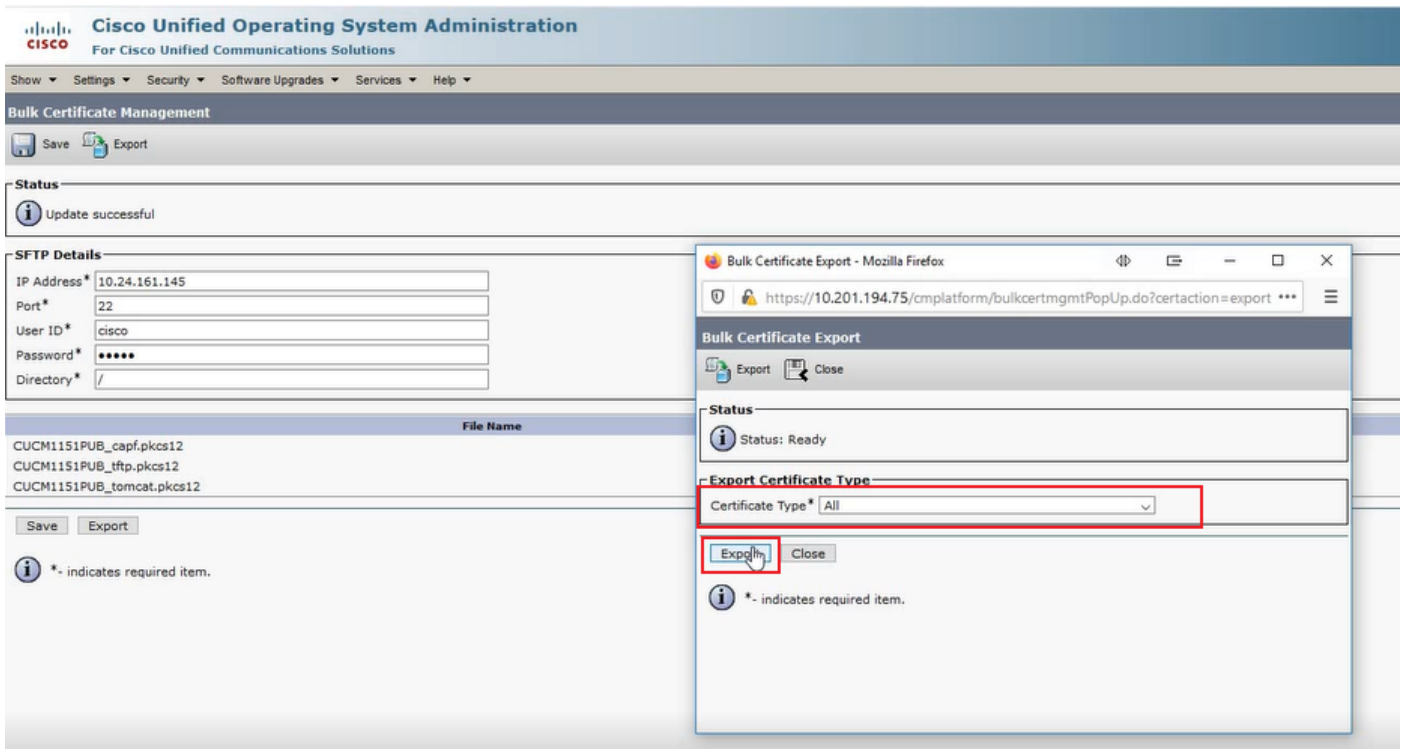 Cisco Unified Operating System Administration
CISCO
For Cisco Unified Communications Solutions
Show Settings Security Software Upgrades Services Help
Bulk Certificate Management
Save Export
Status
Update successful
SFTP Details
IP Address* 10.24.161.145
Port* 22
User ID* cisco
Password* •••••
Directory* /
File Name
CUCM1151PUB_capf.pkcs12
CUCM1151PUB_tftp.pkcs12
CUCM1151PUB_tomcat.pkcs12
Save Export
*- indicates required item.
Bulk Certificate Export - Mozilla Firefox
https://10.201.194.75/cmplatform/bulkcertmgmtPopUp.do?certaction=export
Bulk Certificate Export
Export Close
Status
Status: Ready
Export Certificate Type
Certificate Type* All
Export Close
*- indicates required item.